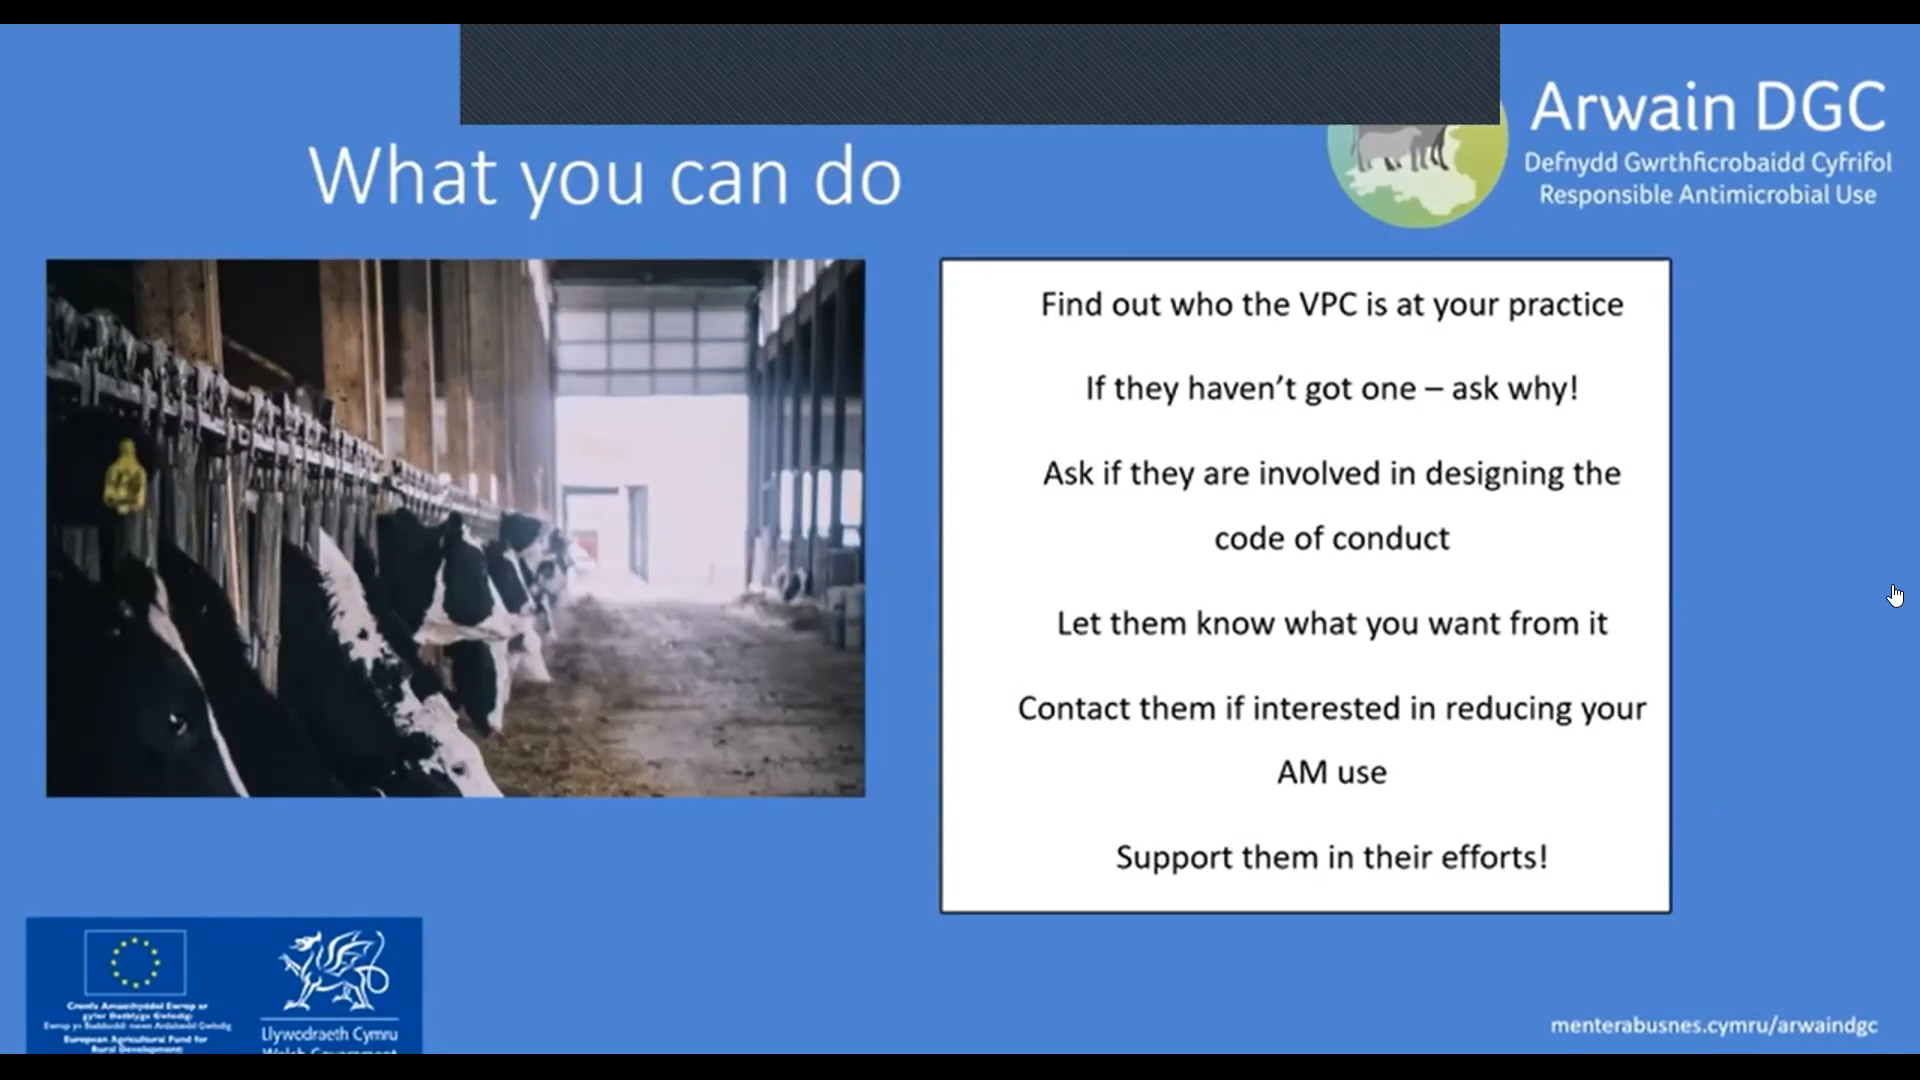 Arwain DGC
Defnydd Gwrthficrobaidd Cyfrifol
Responsible Antimicrobial Use
What you can do
Find out who the VPC is at your practice
If they haven’t got one – ask why!
Ask if they are involved in designing the
code of conduct
Let them know what you want from it
Contact them if interested in reducing your
AM use
Support them in their efforts!
Cronfa Amaethyddol Ewrop ar
gyfer Datblygu Gwledig:
Ewrop yn Buddsoddi mewn Ardaloedd Gwledig
European Agricultural Fund for
Rural Development:
Llywodraeth Cymru
Welsh Government
menterabusnes.cymru/arwaindgc